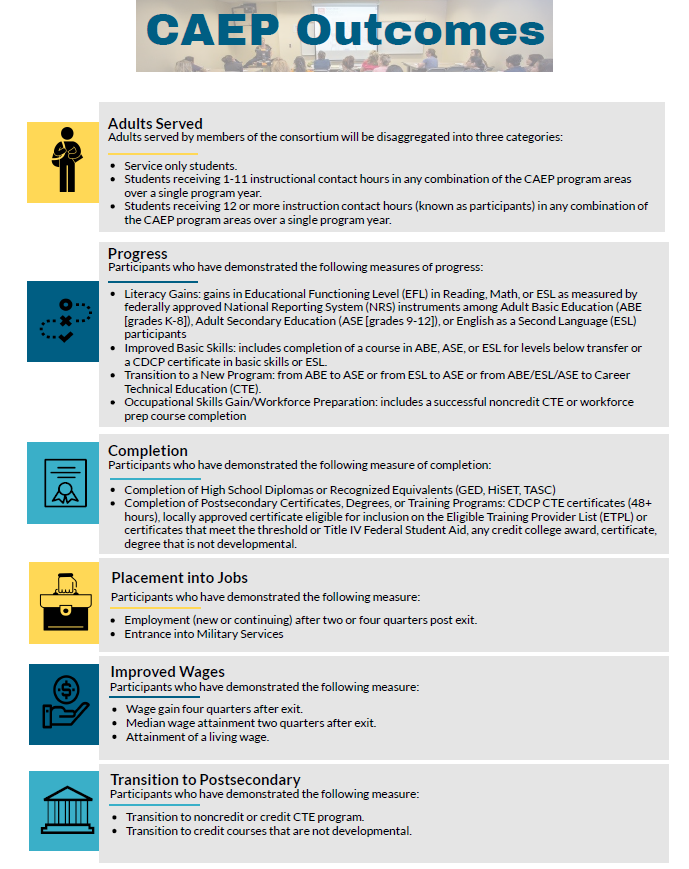 CAEP Outcomes
Adults Served
Adults served by members of the consortium will be disaggregated into three categories:
• Service only students.
• Students receiving 1-11 instructional contact hours in any combination of the CAEP program areas
over a single program year.
• Students receiving 12 or more instruction contact hours (known as participants) in any combination of
the CAEP program areas over a single program year.
Progress
Participants who have demonstrated the following measures of progress:
• Literacy Gains: gains in Educational Functioning Level (EFL) in Reading, Math, or ESL as measured by
federally approved National Reporting System (NRS) instruments among Adult Basic Education (ABE
[grades K-8]), Adult Secondary Education (ASE [grades 9-12]), or English as a Second Language (ESL)
participants
• Improved Basic Skills: includes completion of a course in ABE, ASE, or ESL for levels below transfer or
a CDCP certificate in basic skills or ESL.
• Transition to a New Program: from ABE to ASE or from ESL to ASE or from ABE/ESL/ASE to Career
Technical Education (CTE).
• Occupational Skills Gain/Workforce Preparation: includes a successful noncredit CTE or workforce
prep course completion
Completion
Participants who have demonstrated the following measure of completion:
• Completion of High School Diplomas or Recognized Equivalents (GED, HiSET, TASC)
• Completion of Postsecondary Certificates, Degrees, or Training Programs: CDCP CTE certificates (48+
hours), locally approved certificate eligible for inclusion on the Eligible Training Provider List (ETPL) or
certificates that meet the threshold or Title IV Federal Student Aid, any credit college award, certificate,
degree that is not developmental.
Placement into Jobs
Participants who have demonstrated the following measure:
• Employment (new or continuing) after two or four quarters post exit.
• Entrance into Military Services
Improved Wages
Participants who have demonstrated the following measure:
• Wage gain four quarters after exit.
• Median wage attainment two quarters after exit.
• Attainment of a living wage.
Transition to Postsecondary
Participants who have demonstrated the following measure:
• Transition to noncredit or credit CTE program.
• Transition to credit courses that are not developmental.